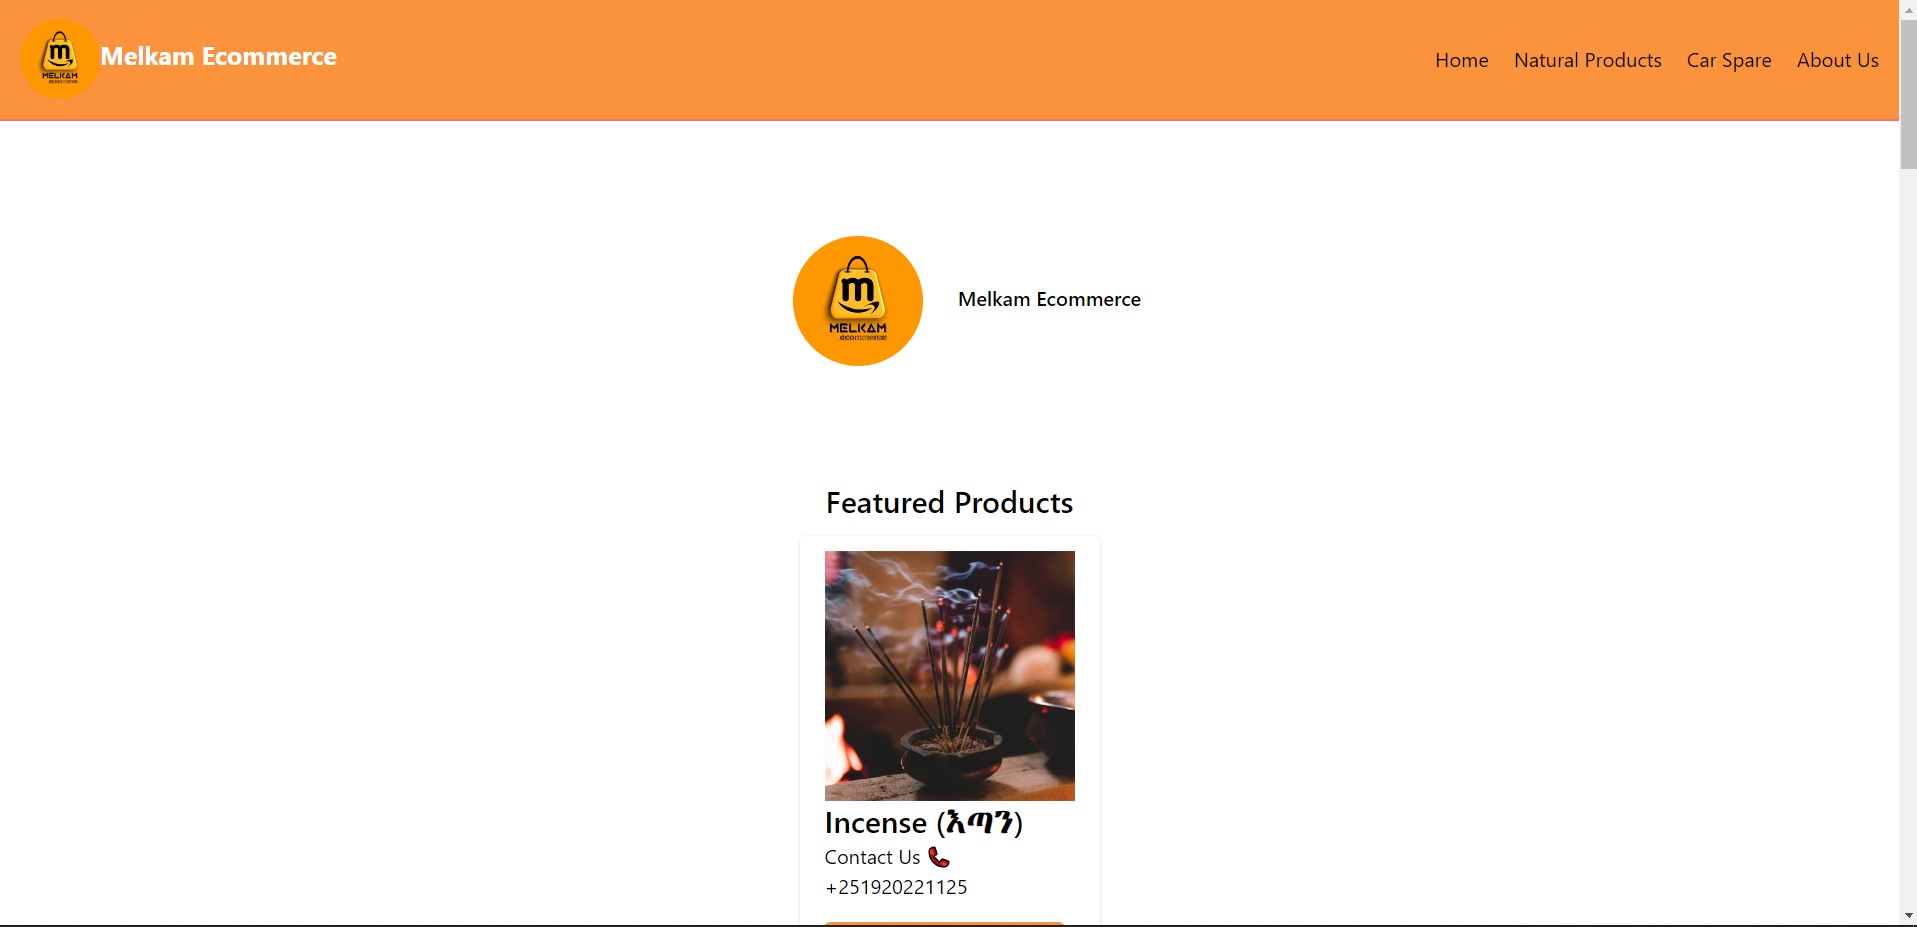 m
MELKAM
ecommerce
Melkam Ecommerce
Home
Natural Products
Car Spare
About Us
m
MELKAM
ecommerce
Melkam Ecommerce
Featured Products
Incense (እጣን)
Contact Us 📞
+251920221125